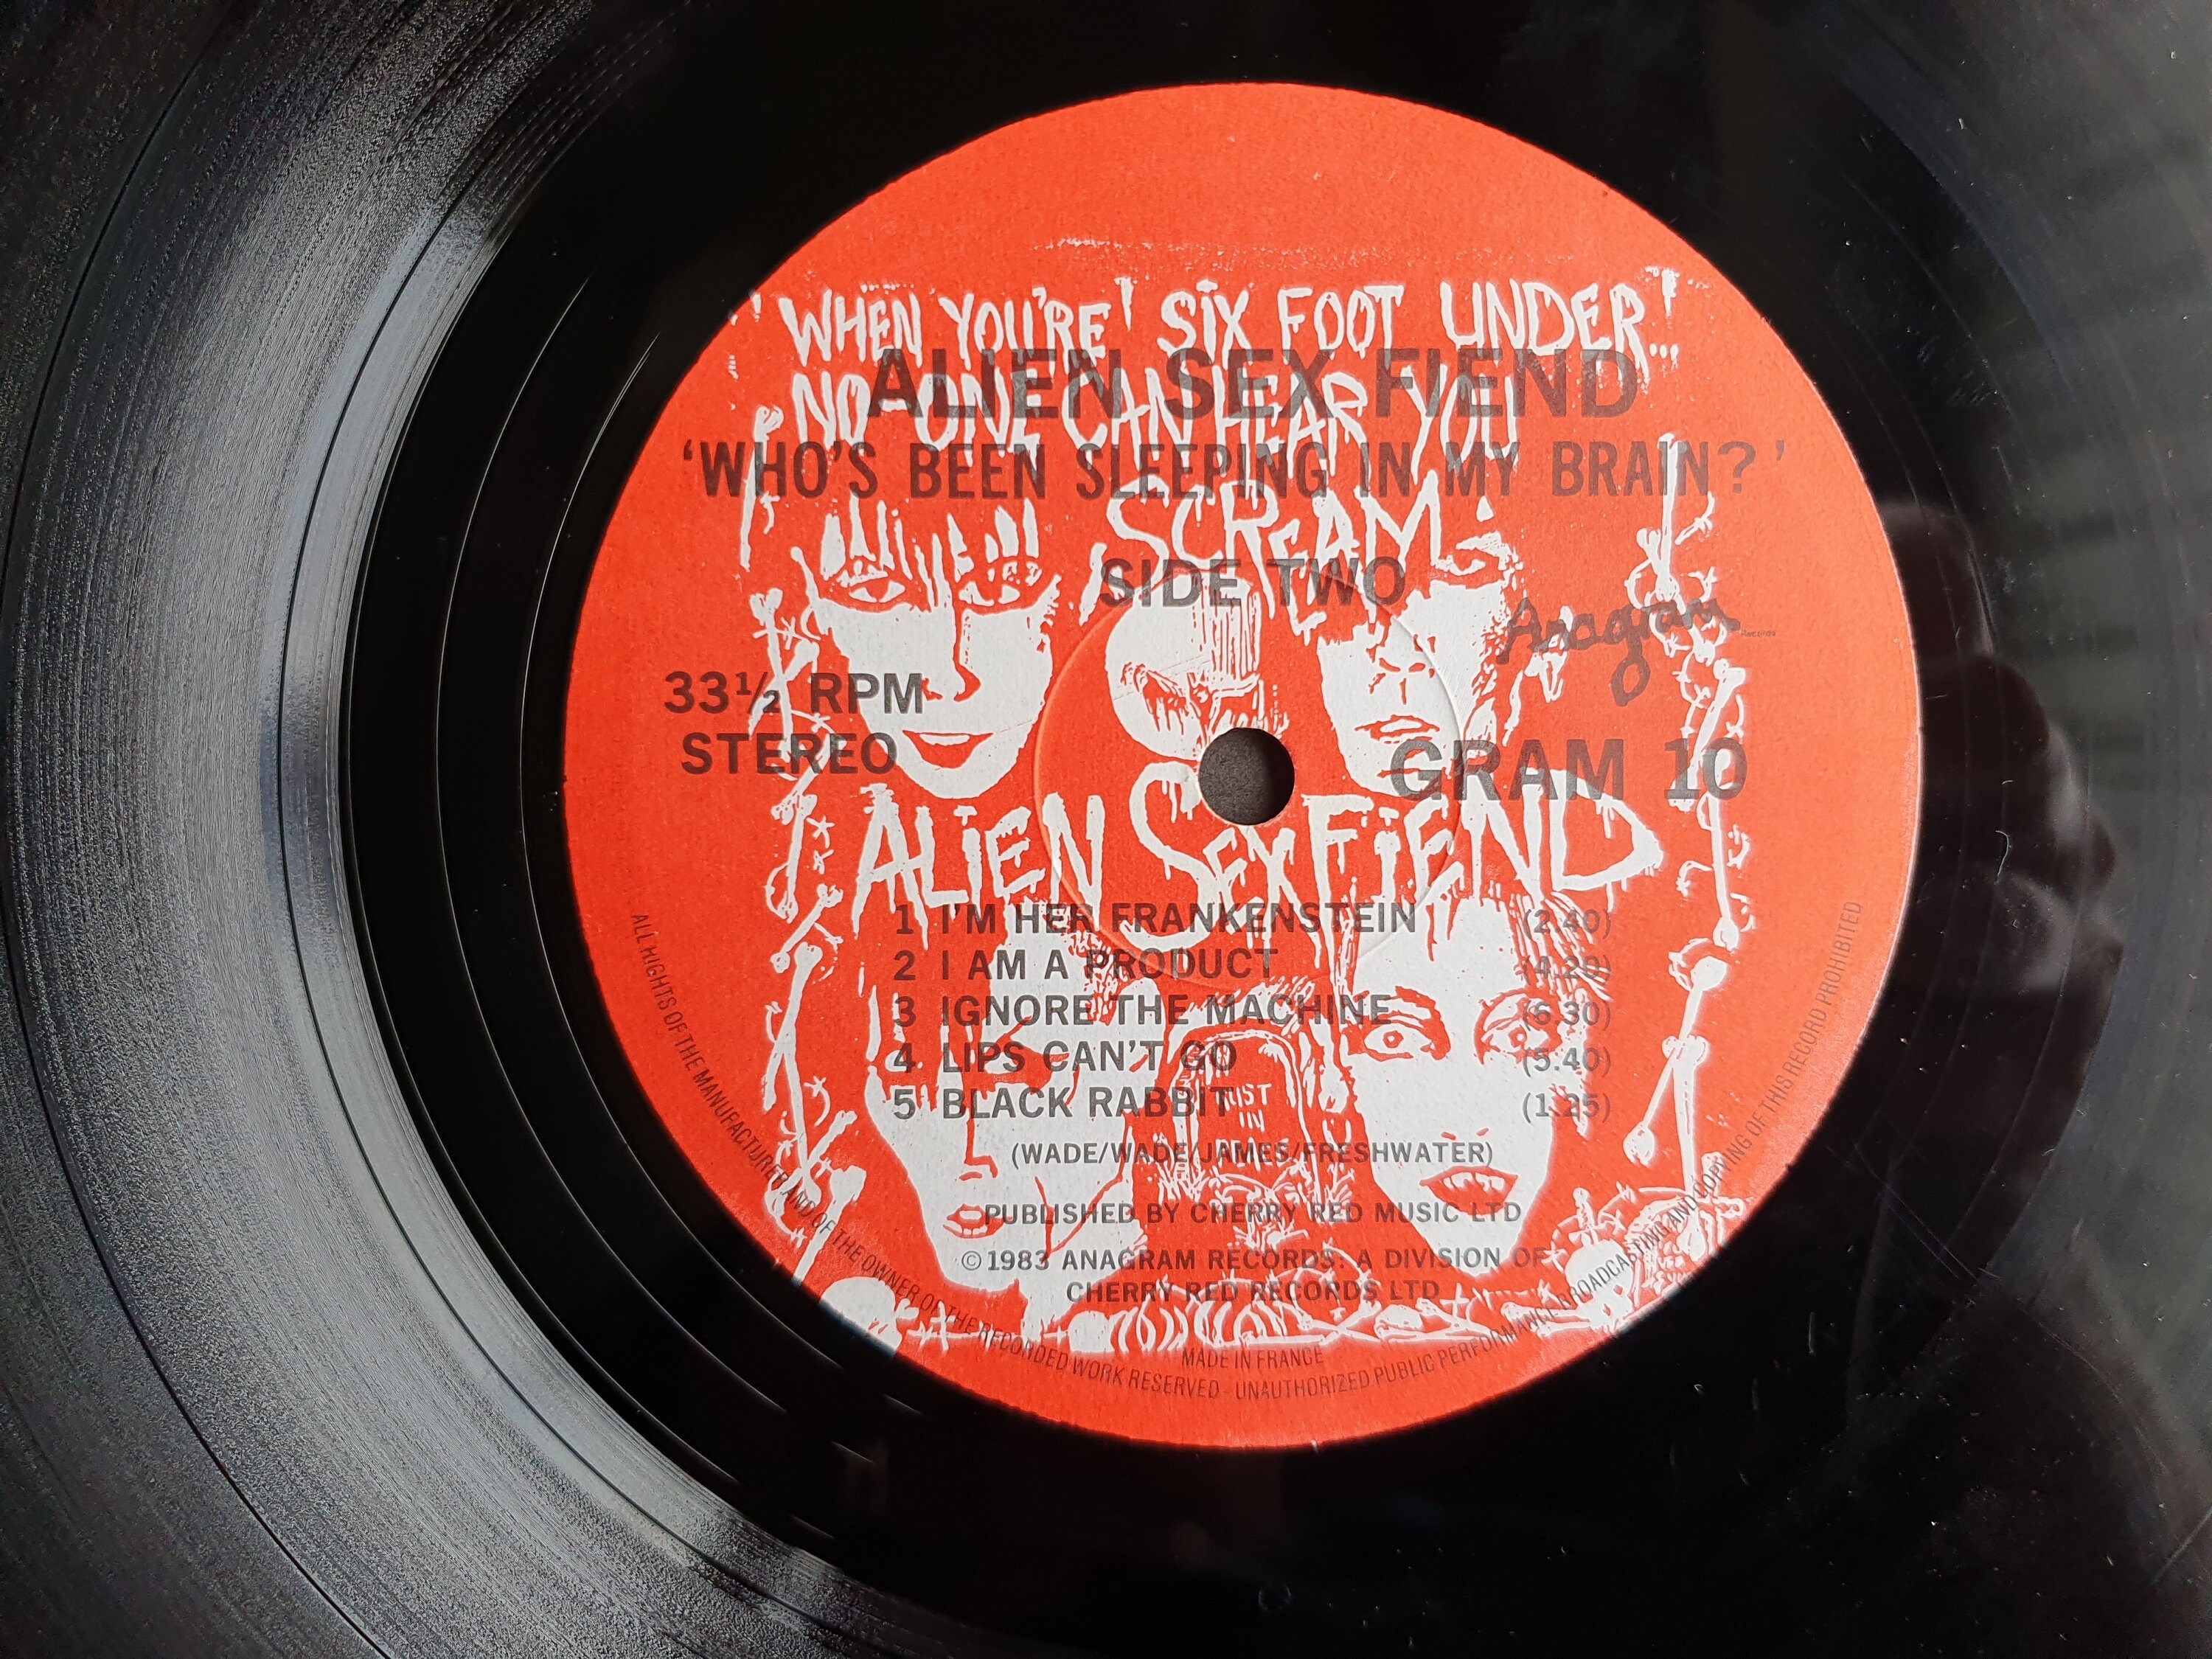 'WHEN YOU'RE' SIX FOOT UNDER'...
NO-ONE CAN HEAR YOU
SCREAM!
ALIEN SEX FIEND
'WHO'S BEEN SLEEPING IN MY BRAIN?'
SIDE TWO
Anagram
Records
33½ RPM
STEREO
GRAM 10
ALIEN SEX FIEND
1 I'M HER FRANKENSTEIN (2.40)
2 I AM A PRODUCT (4.20)
3 IGNORE THE MACHINE (6.30)
4 LIPS CAN'T GO (5.40)
5 BLACK RABBIT (1.25)
(WADE/WADE/JAMES/FRESHWATER)
PUBLISHED BY CHERRY RED MUSIC LTD
©1983 ANAGRAM RECORDS: A DIVISION OF
CHERRY RED RECORDS LTD
MADE IN FRANCE
ALL RIGHTS OF THE MANUFACTURER AND OF THE OWNER OF THE RECORDED WORK RESERVED - UNAUTHORIZED PUBLIC PERFORMANCE BROADCASTING AND COPYING OF THIS RECORD PROHIBITED
IN